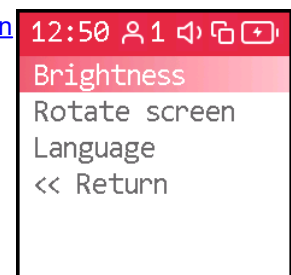 n
12:50 1
Brightness
Rotate screen
Language
<< Return